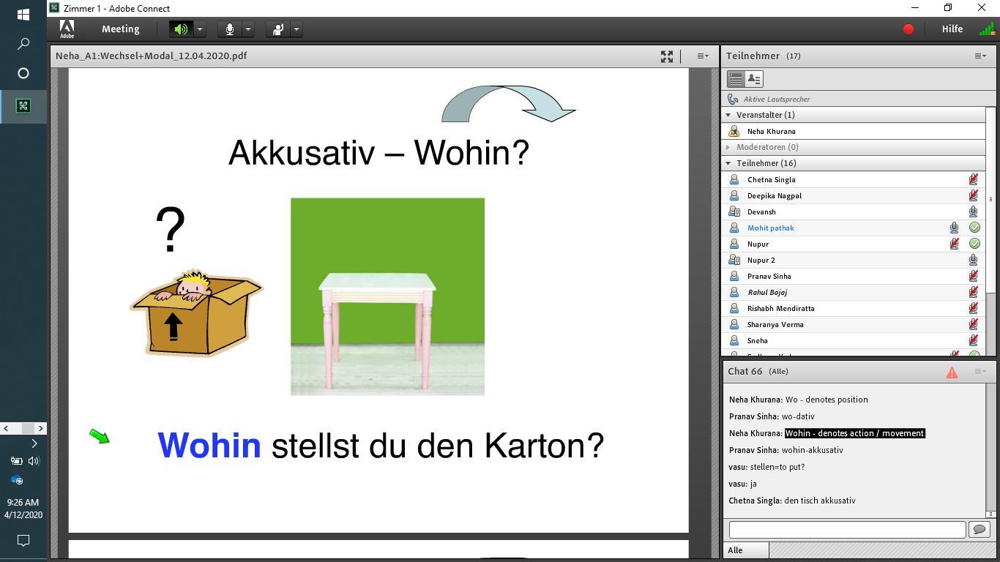 Zimmer 1 - Adobe Connect
Adobe
Meeting
Hilfe
Neha_A1:Wechsel+Modal_12.04.2020.pdf
Akkusativ – Wohin?
?
Wohin stellst du den Karton?
Teilnehmer (17)
Aktive Lautsprecher
Veranstalter (1)
Neha Khurana
Moderatoren (0)
Teilnehmer (16)
Chetna Singla
Deepika Nagpal
Devansh
Mohit pathak
Nupur
Nupur 2
Pranav Sinha
Rahul Bajaj
Rishabh Mendiratta
Sharanya Verma
Sneha
Chat 66 (Alle)
Neha Khurana: Wo - denotes position
Pranav Sinha: wo-dativ
Neha Khurana: Wohin - denotes action / movement
Pranav Sinha: wohin-akkusativ
vasu: stellen=to put?
vasu: ja
Chetna Singla: den tisch akkusativ
Alle
9:26 AM
4/12/2020